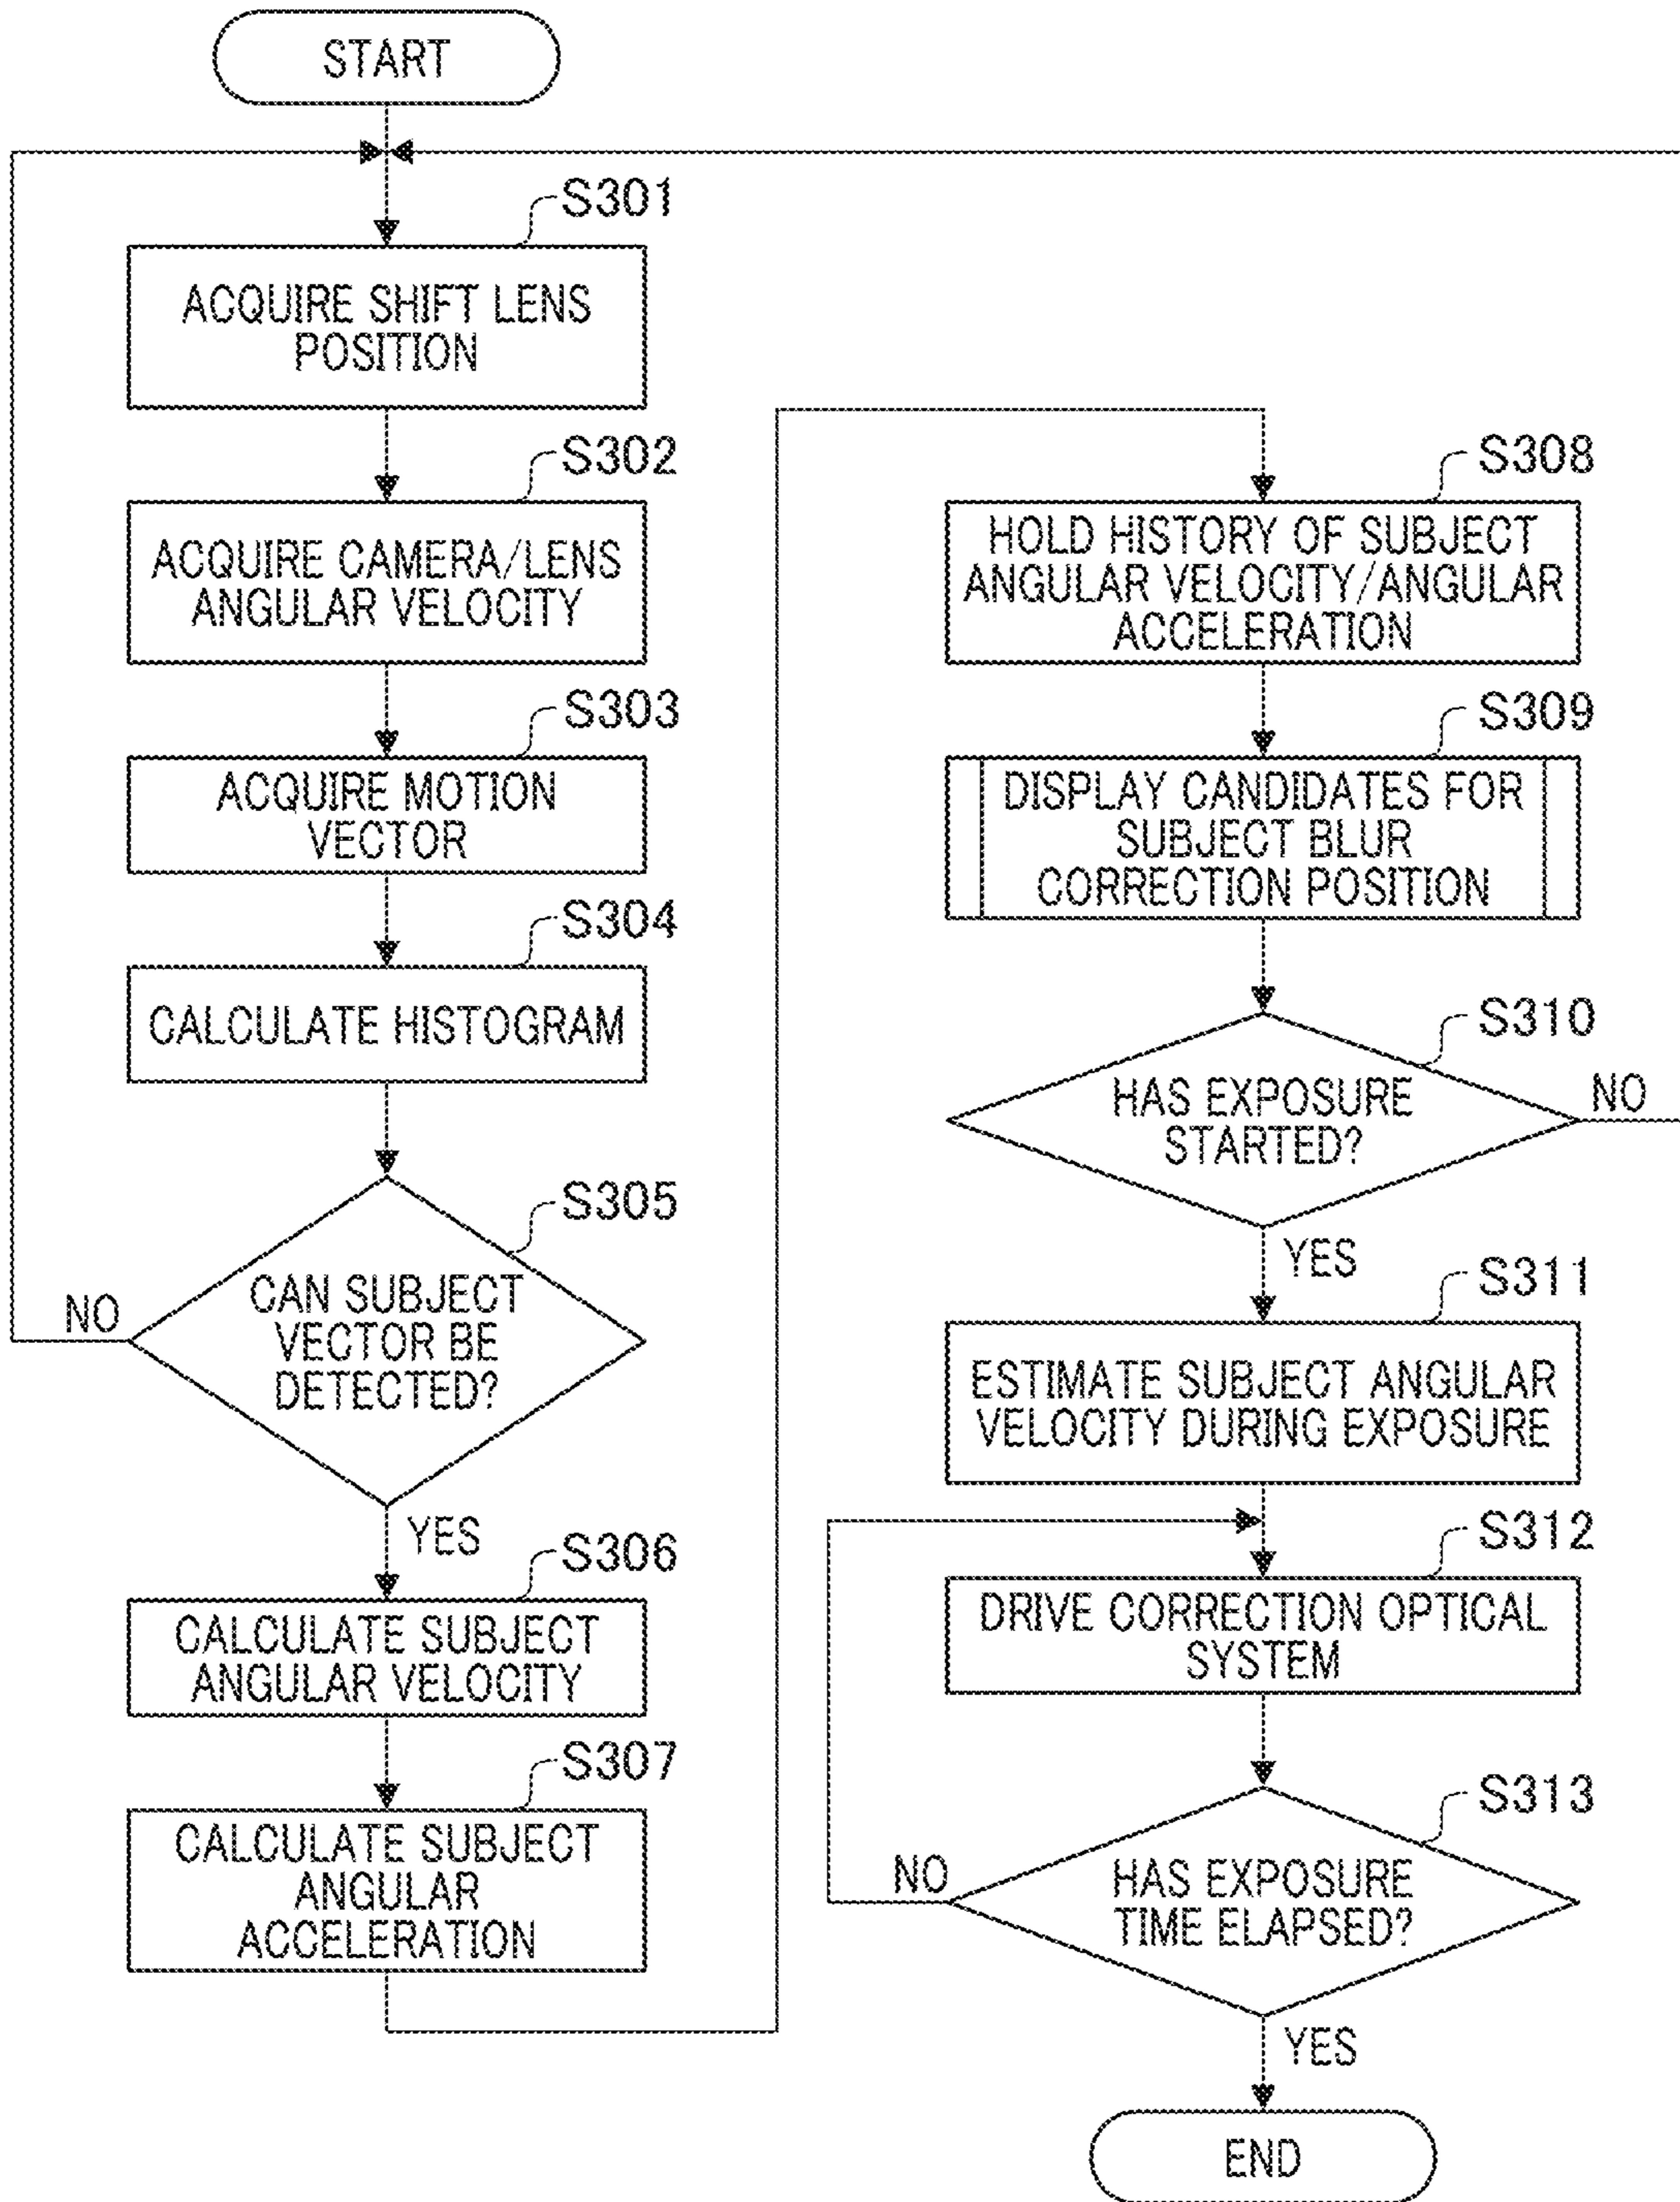 START
S301
ACQUIRE SHIFT LENS
POSITION
S302
ACQUIRE CAMERA/LENS
ANGULAR VELOCITY
S303
ACQUIRE MOTION
VECTOR
S304
CALCULATE HISTOGRAM
S305
CAN SUBJECT
VECTOR BE
DETECTED?
NO
YES
S306
CALCULATE SUBJECT
ANGULAR VELOCITY
S307
CALCULATE SUBJECT
ANGULAR
ACCELERATION
S308
HOLD HISTORY OF SUBJECT
ANGULAR VELOCITY/ANGULAR
ACCELERATION
S309
DISPLAY CANDIDATES FOR
SUBJECT BLUR
CORRECTION POSITION
S310
HAS EXPOSURE
STARTED?
NO
YES
S311
ESTIMATE SUBJECT ANGULAR
VELOCITY DURING EXPOSURE
S312
DRIVE CORRECTION OPTICAL
SYSTEM
S313
HAS EXPOSURE
TIME ELAPSED?
NO
YES
END